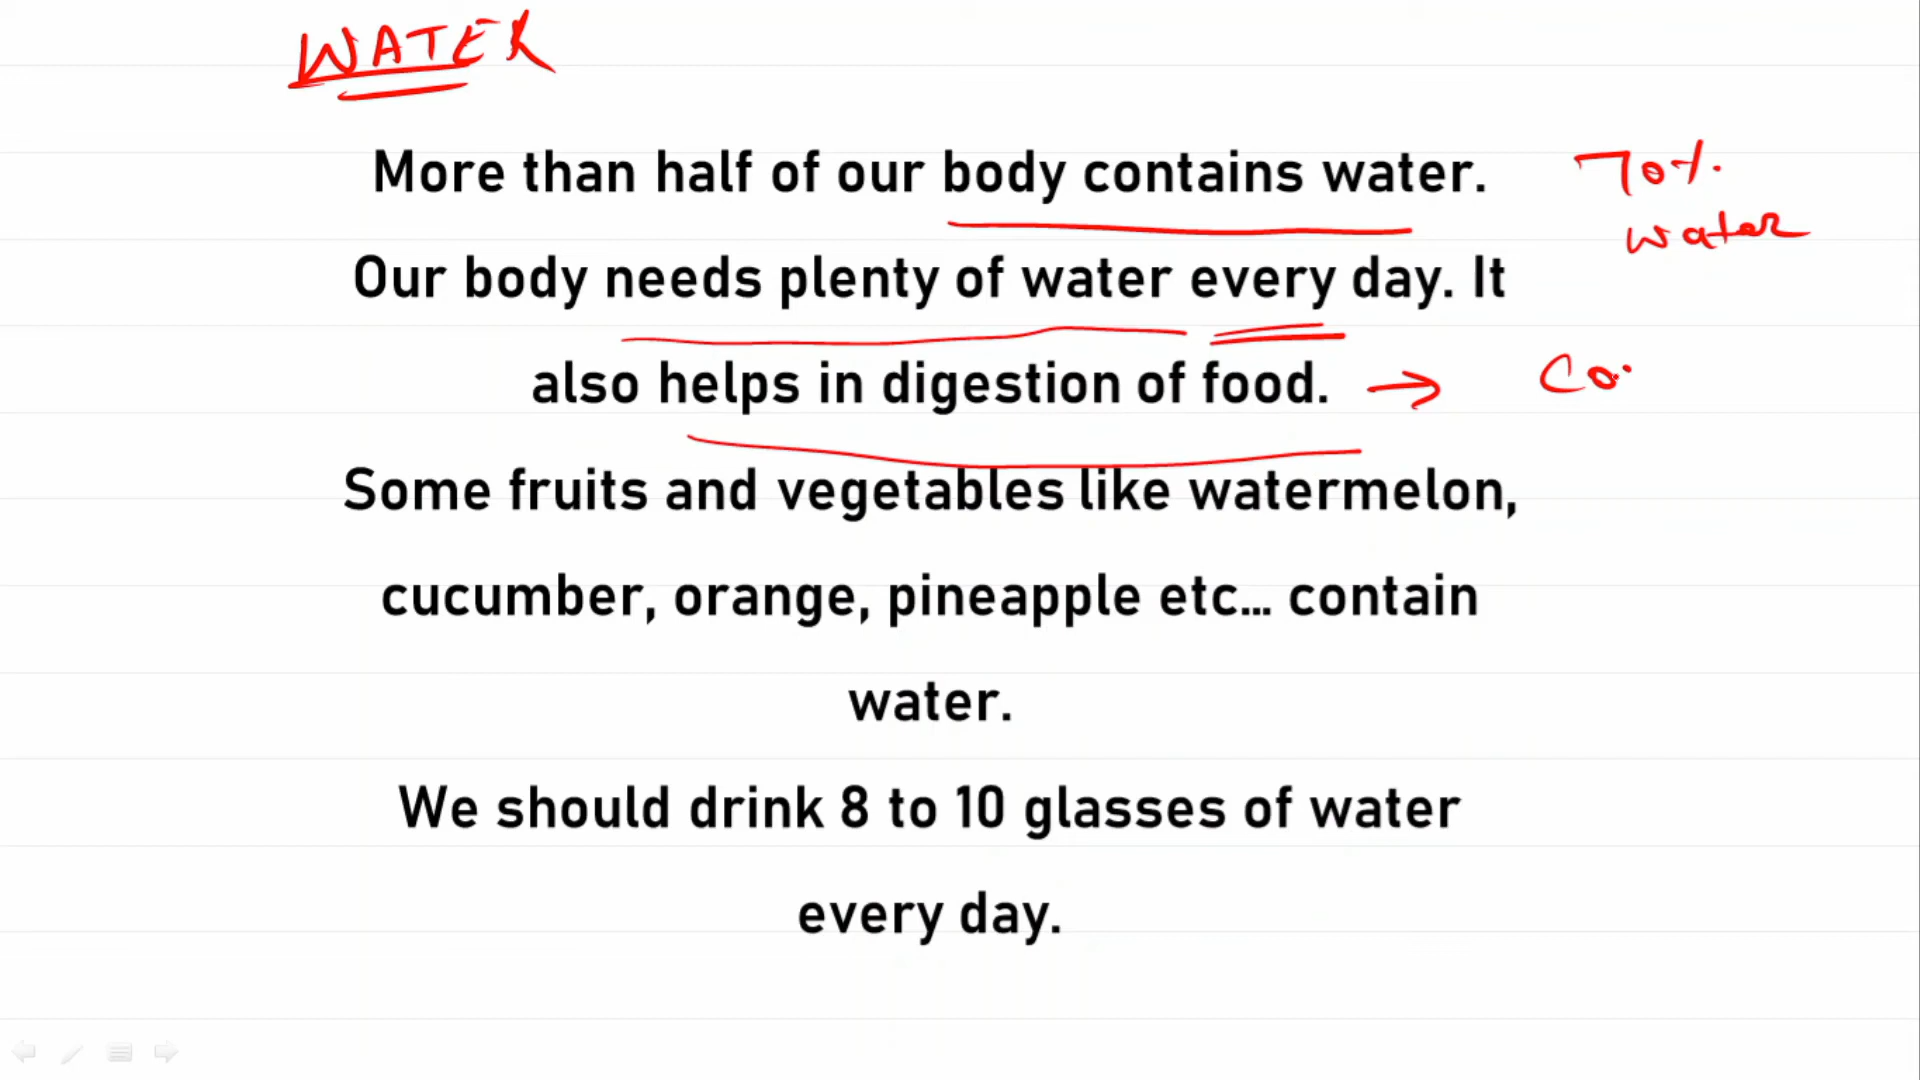 WATER
More than half of our body contains water. 70%
water
Our body needs plenty of water every day. It
also helps in digestion of food. → Co
Some fruits and vegetables like watermelon,
cucumber, orange, pineapple etc... contain
water.
We should drink 8 to 10 glasses of water
every day.